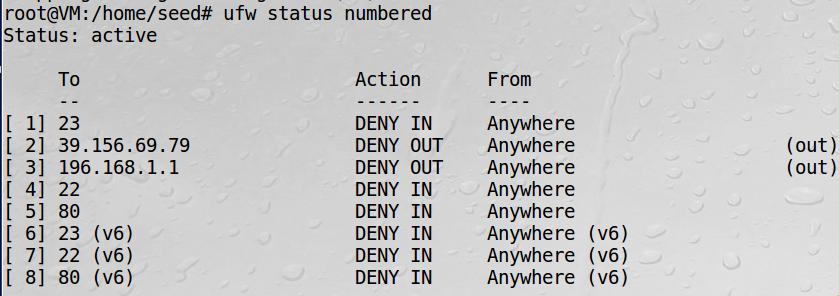 root@VM:/home/seed# ufw status numbered
Status: active
To Action From
-- ------ ----
[ 1] 23 DENY IN Anywhere
[ 2] 39.156.69.79 DENY OUT Anywhere (out)
[ 3] 196.168.1.1 DENY OUT Anywhere (out)
[ 4] 22 DENY IN Anywhere
[ 5] 80 DENY IN Anywhere
[ 6] 23 (v6) DENY IN Anywhere (v6)
[ 7] 22 (v6) DENY IN Anywhere (v6)
[ 8] 80 (v6) DENY IN Anywhere (v6)